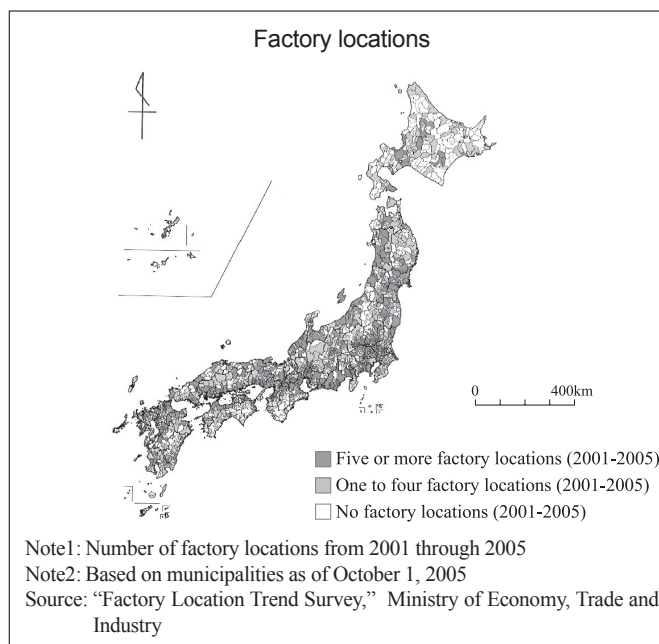 Factory locations
0 400km
Five or more factory locations (2001-2005)
One to four factory locations (2001-2005)
No factory locations (2001-2005)
Note1: Number of factory locations from 2001 through 2005
Note2: Based on municipalities as of October 1, 2005
Source: “Factory Location Trend Survey,” Ministry of Economy, Trade and
Industry